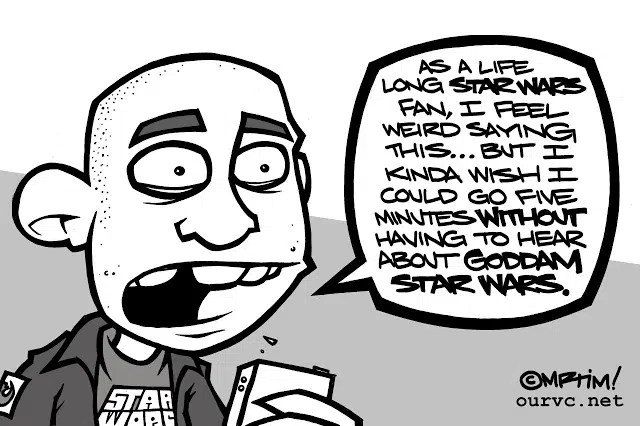 AS A LIFE
LONG STAR WARS
FAN, I FEEL
WEIRD SAYING
THIS... BUT I
KINDA WISH I
COULD GO FIVE
MINUTES WITHOUT
HAVING TO HEAR
ABOUT GODDAM
STAR WARS.
STAR
WARS
©MRTIM!
ourvc.net